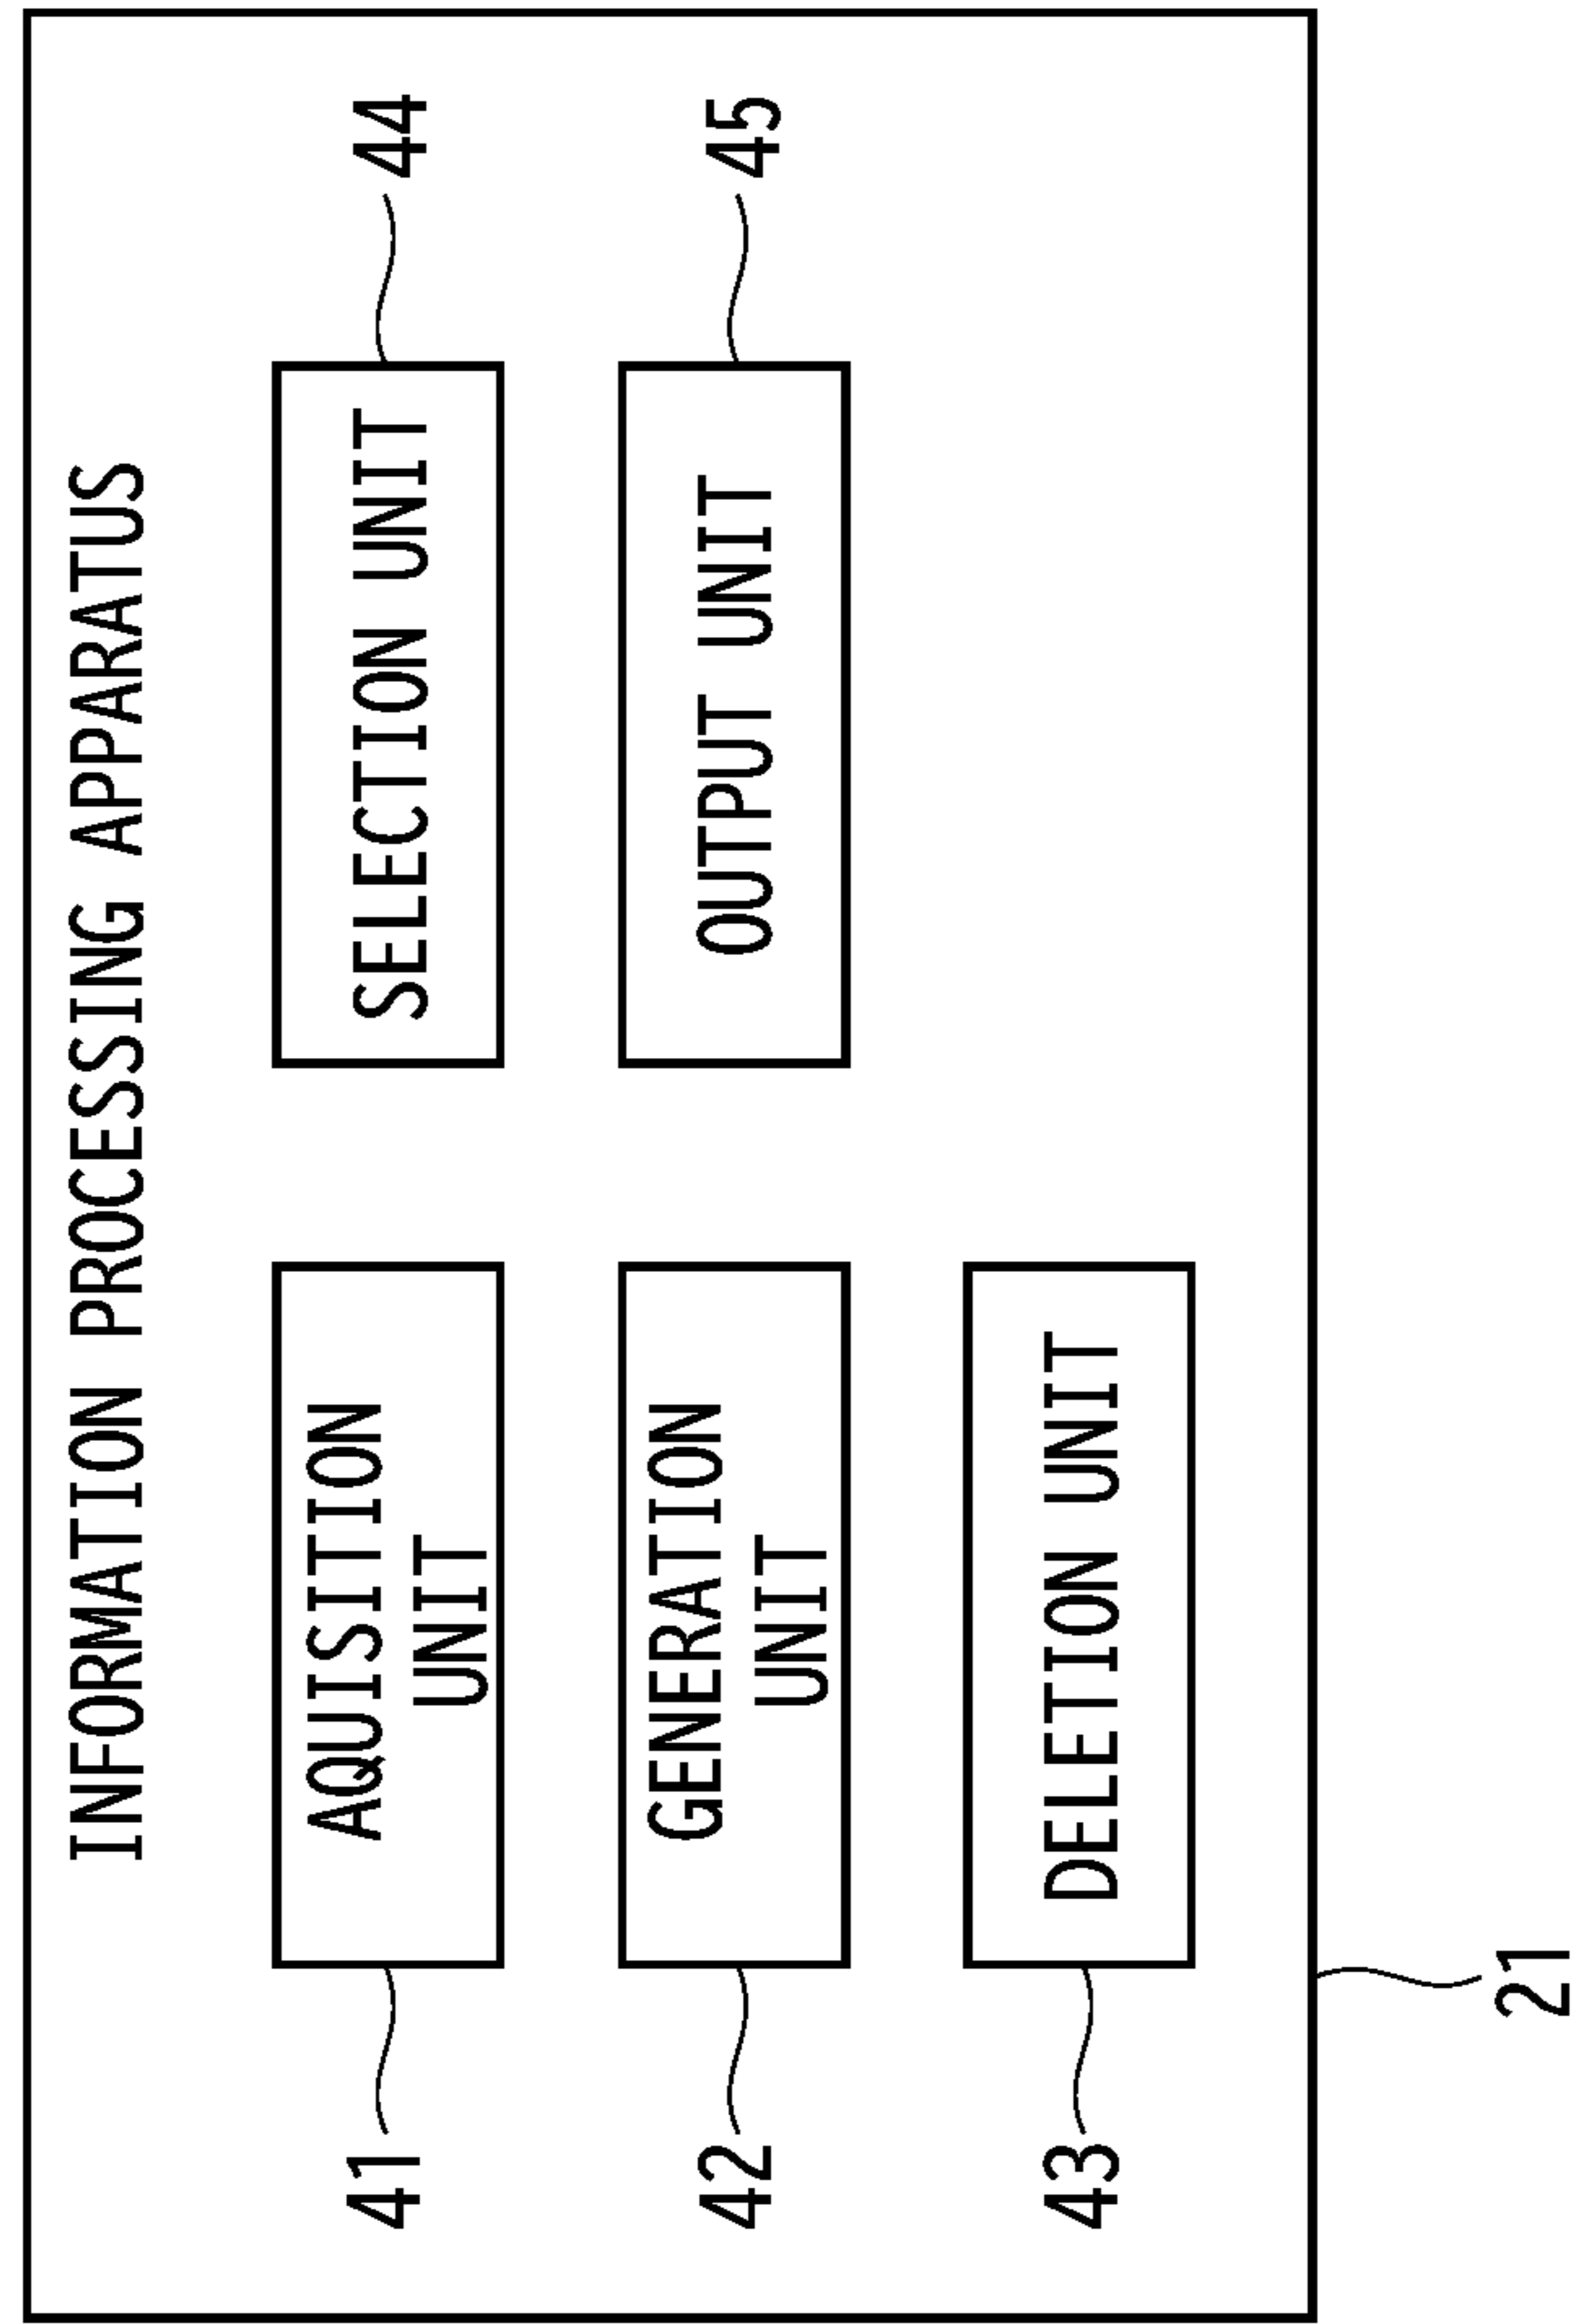 INFORMATION PROCESSING APPARATUS
41
AQUISITION
UNIT
SELECTION UNIT
44
42
GENERATION
UNIT
OUTPUT UNIT
45
43
DELETION UNIT
21